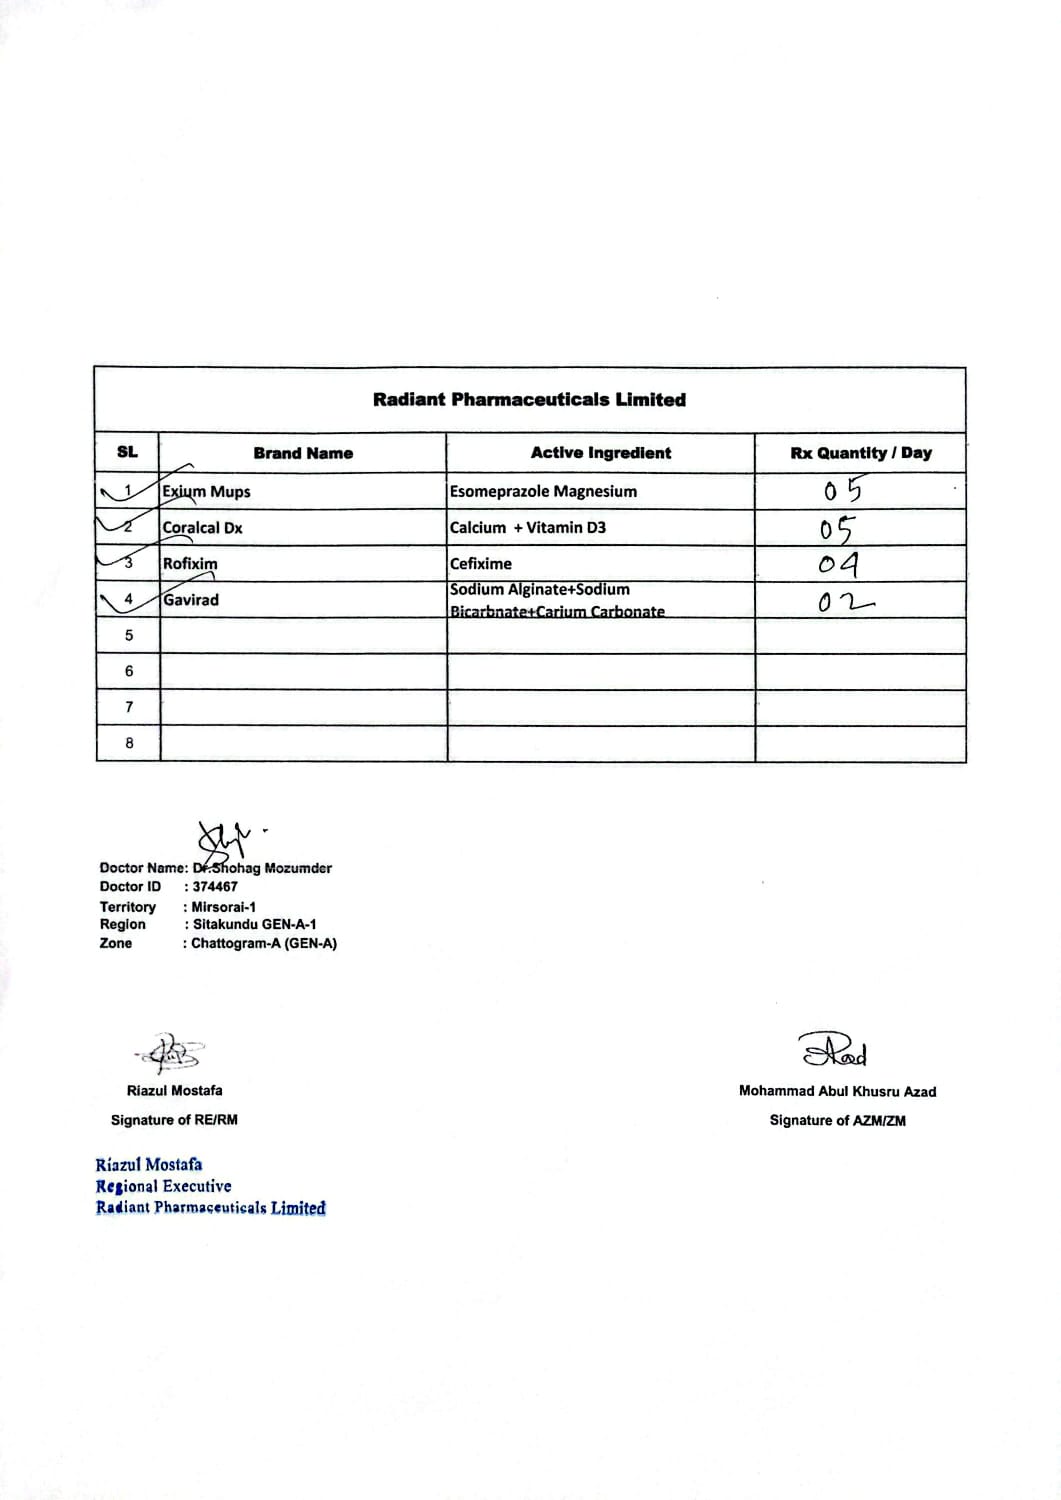 Radiant Pharmaceuticals Limited
SL Brand Name Active Ingredient Rx Quantity / Day
1 Exium Mups Esomeprazole Magnesium 05
2 Coralcal Dx Calcium + Vitamin D3 05
3 Rofixim Cefixime 04
4 Gavirad Sodium Alginate+Sodium
Bicarbnate+Carium Carbonate 02
5
6
7
8
Doctor Name: Dr.Shohag Mozumder
Doctor ID : 374467
Territory : Mirsorai-1
Region : Sitakundu GEN-A-1
Zone : Chattogram-A (GEN-A)
Azad
Riazul Mostafa Mohammad Abul Khusru Azad
Signature of RE/RM Signature of AZM/ZM
Riazul Mostafa
Regional Executive
Radiant Pharmaceuticals Limited